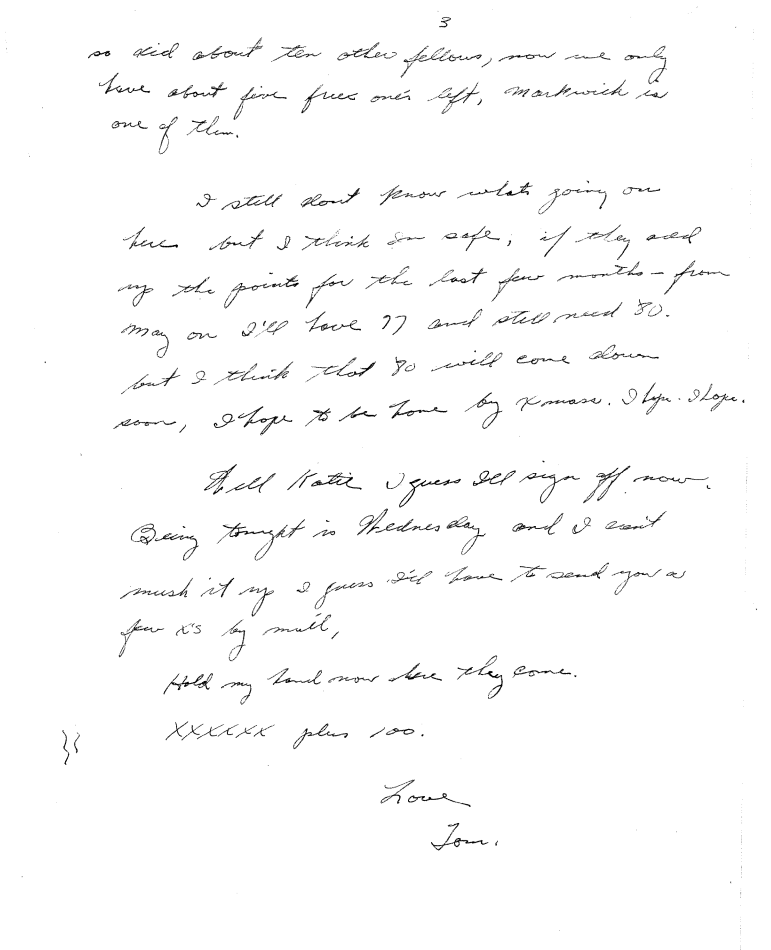 3
so did about ten other fellows, now we only
have about five free one's left, Markwich is
one of them.
I still dont know whats going on
here but I think Im safe, if they add
up the points for the last few months - from
May on I'll have 77 and still need 80.
but I think that 80 will come down
soon, I hope to be home by Xmass. I hope. I hope.
Well Katie I guess I'll sign off now.
Being tonight is Wednesday and I can't
mush it up I guess I'll have to send you a
few X's by mail,
Hold my hand now here they come.
XXXXXX plus 100.
Love
Tom.